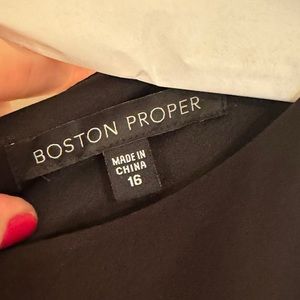 BOSTON PROPER
MADE IN
CHINA
16